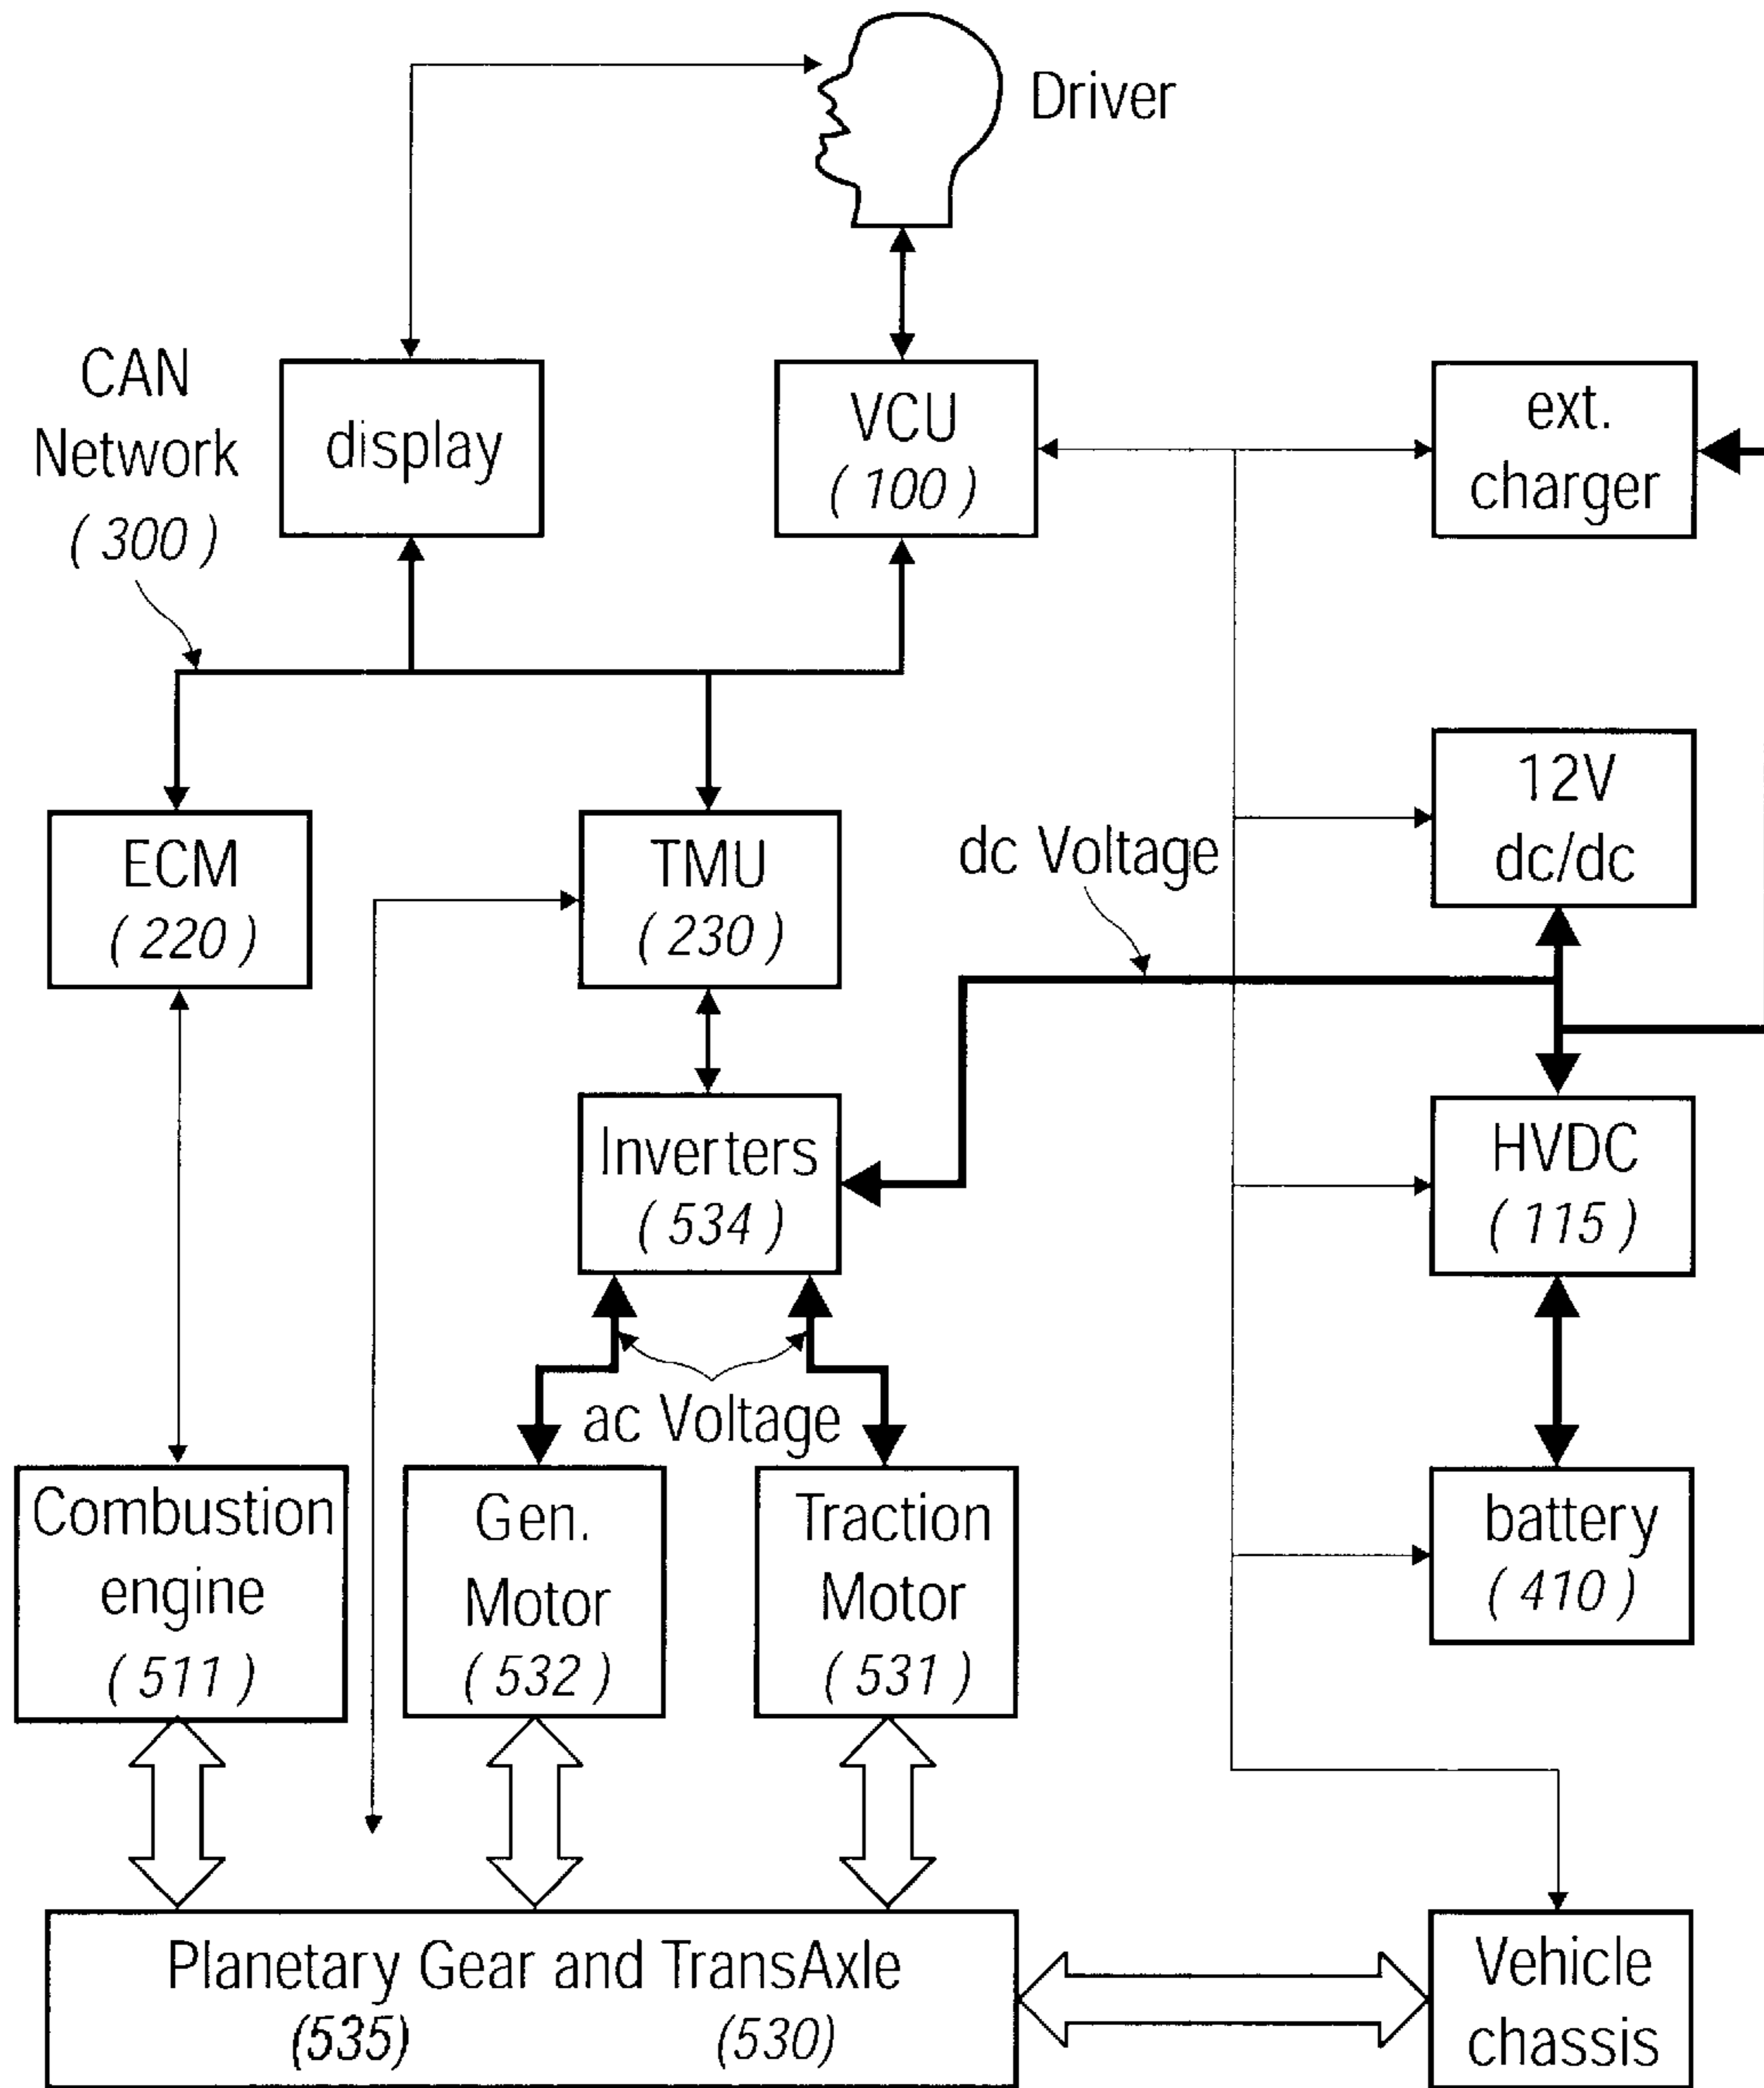 Driver
CAN
Network
( 300 )
display
VCU
( 100 )
ext.
charger
ECM
( 220 )
TMU
( 230 )
dc Voltage
12V
dc/dc
Inverters
( 534 )
HVDC
( 115 )
ac Voltage
Combustion
engine
( 511 )
Gen.
Motor
( 532 )
Traction
Motor
( 531 )
battery
( 410 )
Planetary Gear and TransAxle
(535) (530)
Vehicle
chassis